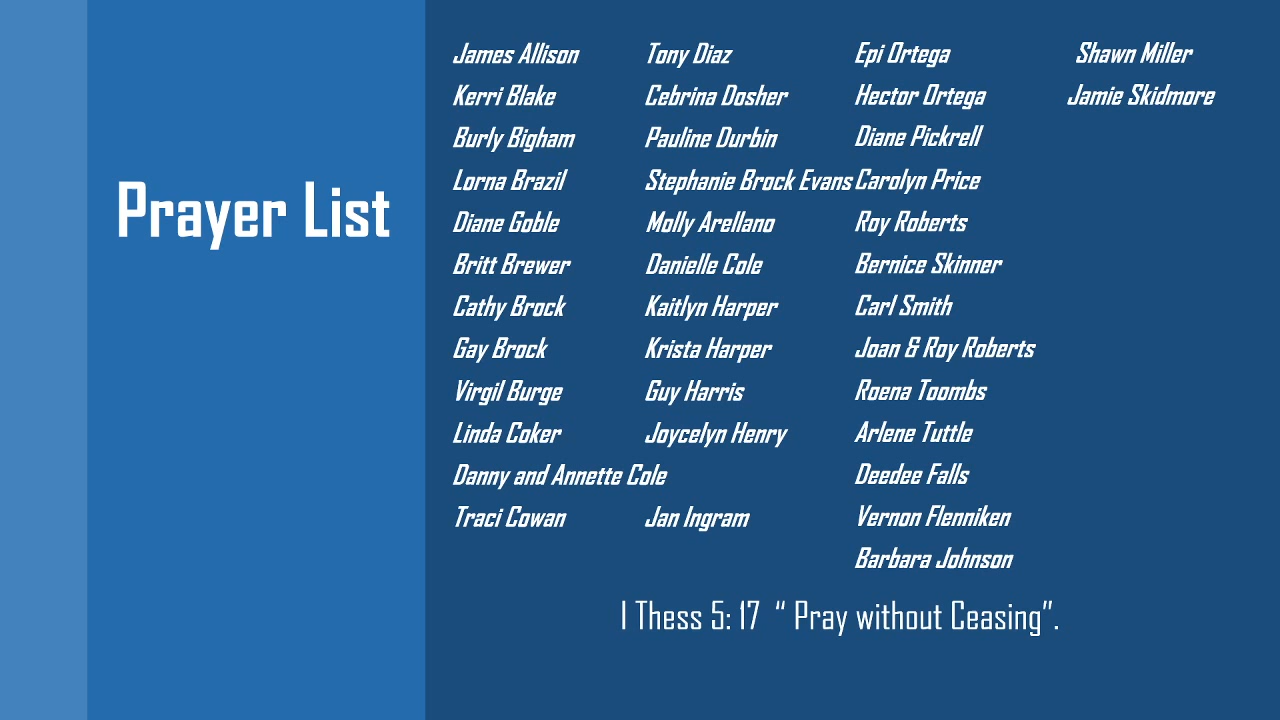 Prayer List
James Allison
Kerri Blake
Burly Bigham
Lorna Brazil
Diane Goble
Britt Brewer
Cathy Brock
Gay Brock
Virgil Burge
Linda Coker
Danny and Annette Cole
Traci Cowan
Tony Diaz
Cebrina Dosher
Pauline Durbin
Stephanie Brock Evans
Molly Arellano
Danielle Cole
Kaitlyn Harper
Krista Harper
Guy Harris
Joycelyn Henry
Jan Ingram
Epi Ortega
Hector Ortega
Diane Pickrell
Carolyn Price
Roy Roberts
Bernice Skinner
Carl Smith
Joan & Roy Roberts
Roena Toombs
Arlene Tuttle
Deedee Falls
Vernon Flenniken
Barbara Johnson
Shawn Miller
Jamie Skidmore
I Thess 5: 17 “ Pray without Ceasing”.